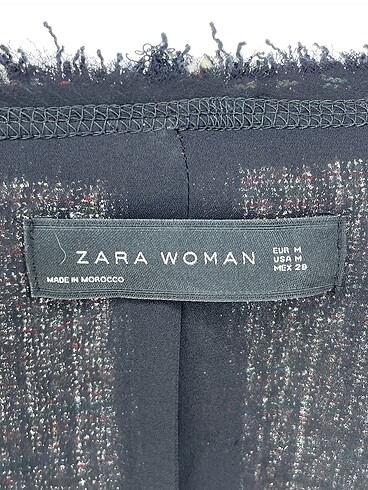 ZARA WOMAN
EUR M
USA M
MEX 28
MADE IN MOROCCO